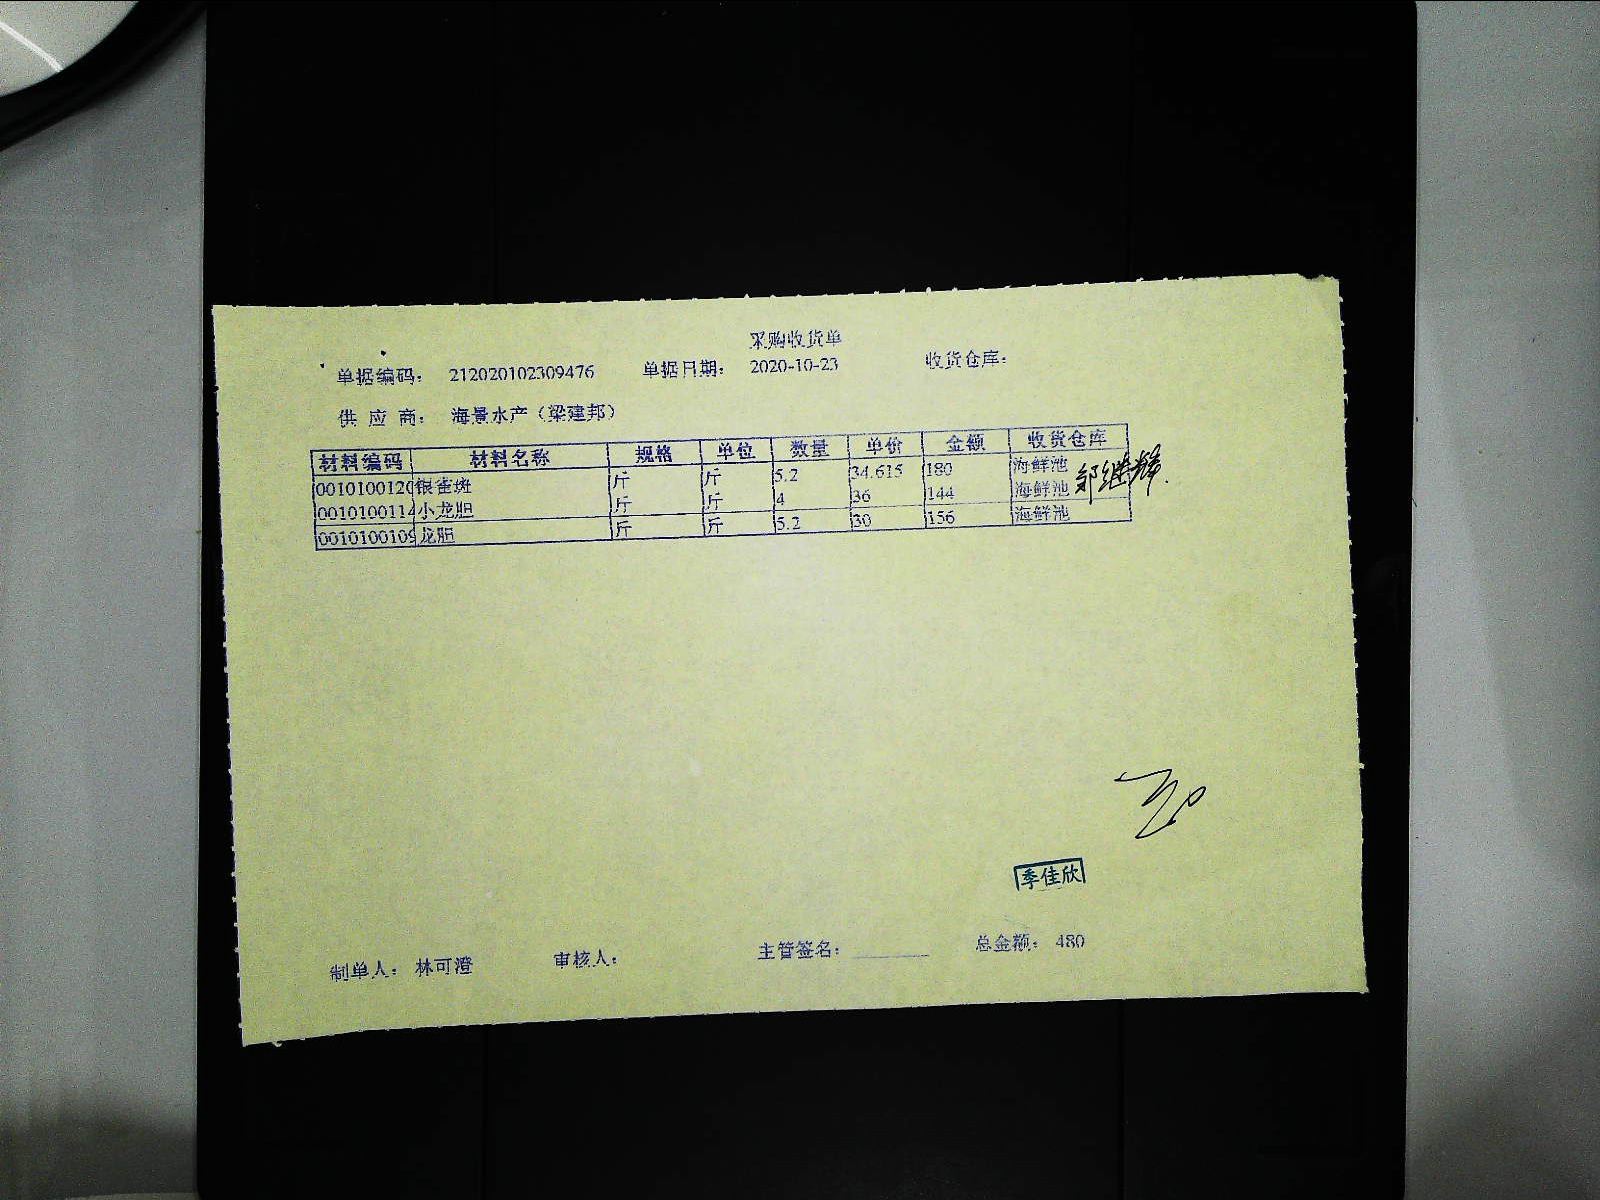 采购收货单
单据编码： 212020102309476 单据日期： 2020-10-23 收货仓库：
供 应 商： 海景水产（梁建邦）
材料编码 材料名称 规格 单位 数量 单价 金额 收货仓库
0010100120 银雀斑 斤 斤 5.2 34.615 180 海鲜池
0010100114 小龙胆 斤 斤 4 36 144 海鲜池
0010100109 龙胆 斤 斤 5.2 30 156 海鲜池
季佳欣
制单人： 林可澄 审核人： 主管签名： 总金额： 480